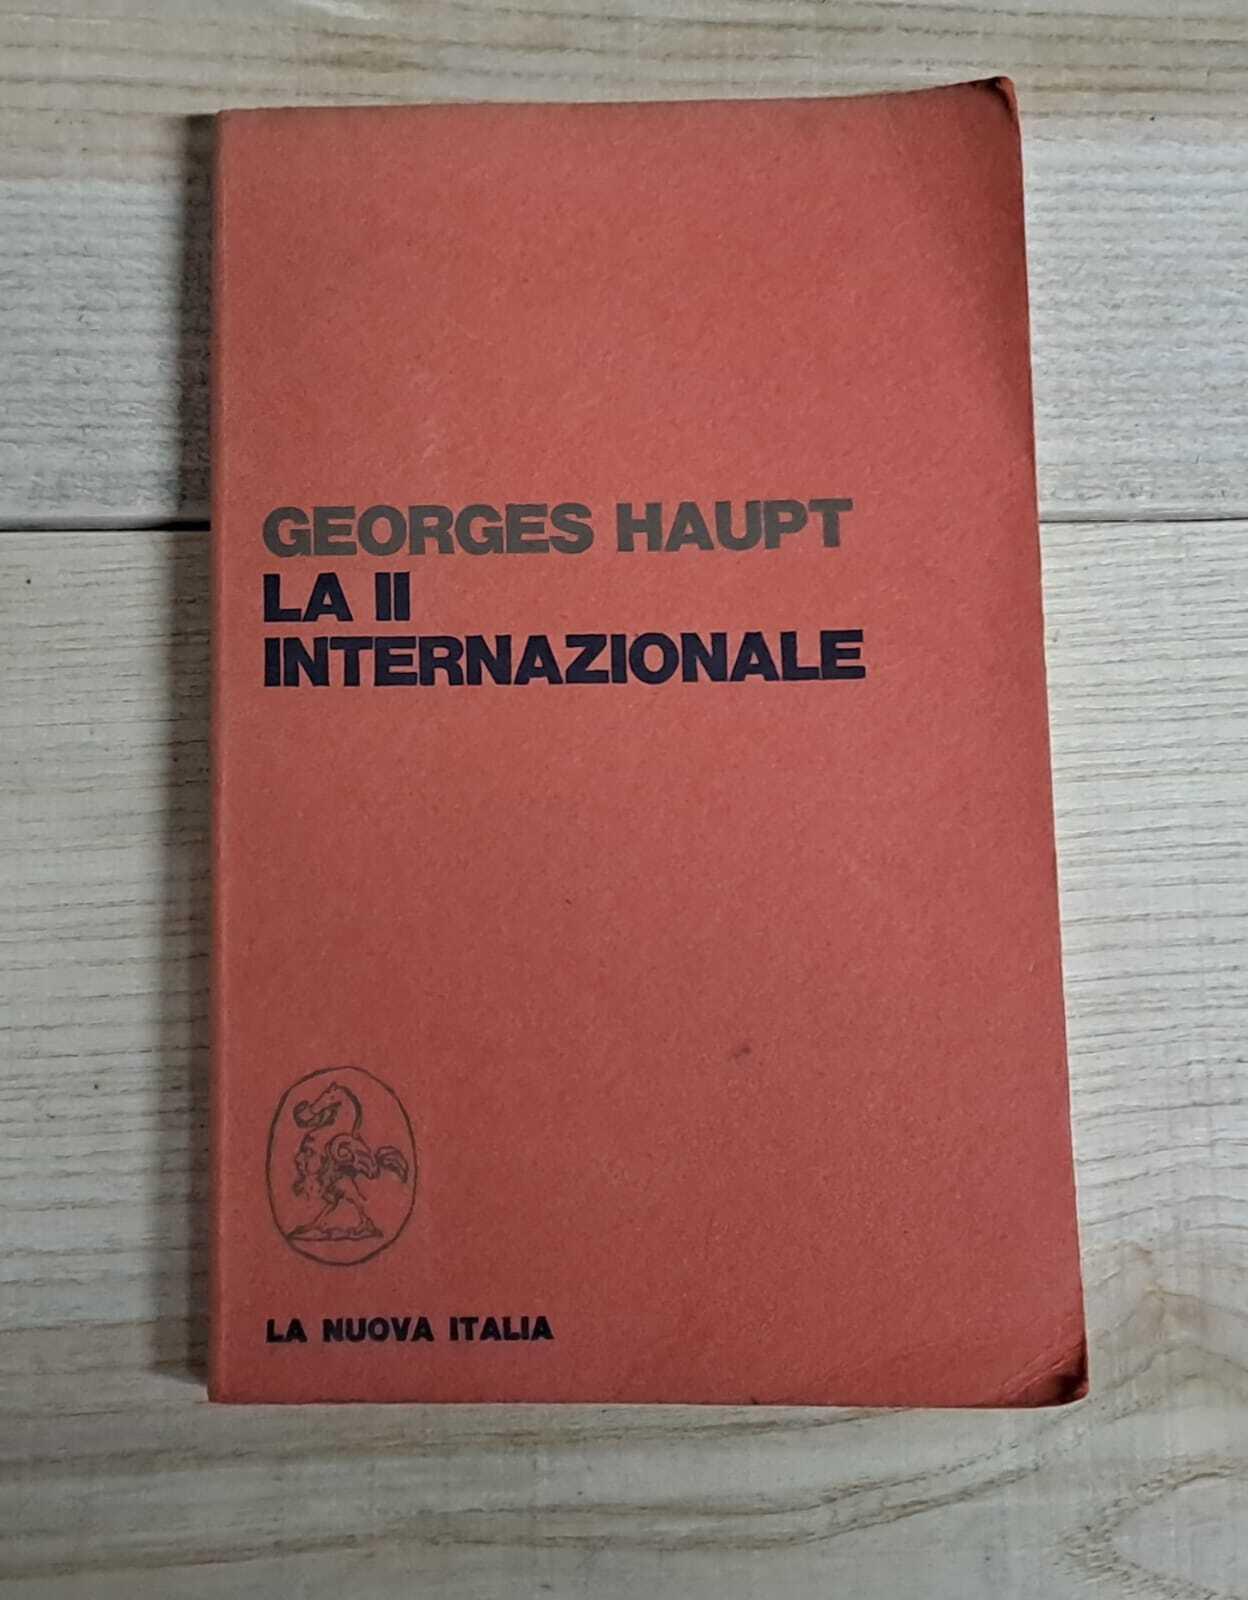 GEORGES HAUPT
LA II
INTERNAZIONALE
LA NUOVA ITALIA